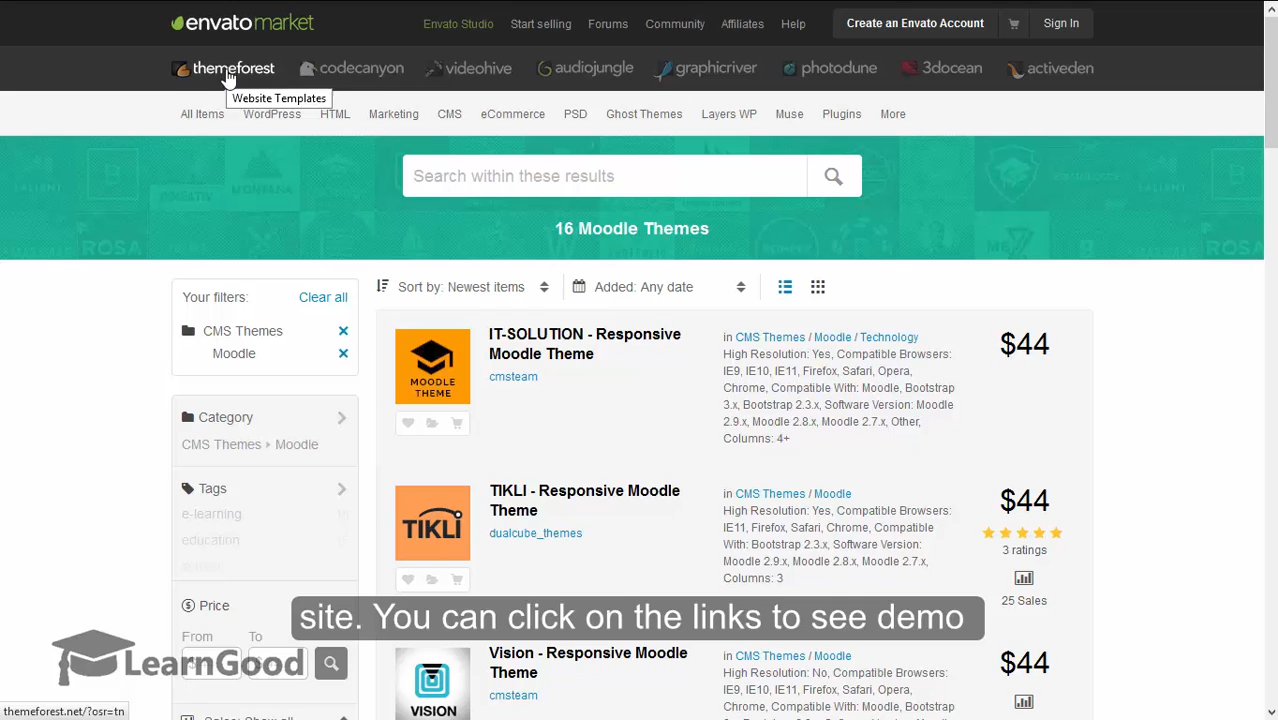 envatomarket
Envato Studio Start selling Forums Community Affiliates Help Create an Envato Account Sign In
themeforest codecanyon videohive audiojungle graphicriver photodune 3docean activeden
Website Templates
All Items WordPress HTML Marketing CMS eCommerce PSD Ghost Themes Layers WP Muse Plugins More
Search within these results
16 Moodle Themes
Your filters: Clear all
CMS Themes
Moodle
Category
CMS Themes Moodle
Tags
e-learning
education
$ Price
From To
Sort by: Newest items Added: Any date
MOODLE
THEME
IT-SOLUTION - Responsive
Moodle Theme
cmsteam
in CMS Themes / Moodle / Technology
High Resolution: Yes, Compatible Browsers:
IE9, IE10, IE11, Firefox, Safari, Opera,
Chrome, Compatible With: Moodle, Bootstrap
3.x, Bootstrap 2.3.x, Software Version: Moodle
2.9.x, Moodle 2.8.x, Moodle 2.7.x, Other,
Columns: 4+
$44
TIKLI
TIKLI - Responsive Moodle
Theme
dualcube_themes
in CMS Themes / Moodle
High Resolution: Yes, Compatible Browsers:
IE11, Firefox, Safari, Chrome, Compatible
With: Bootstrap 2.3.x, Software Version:
Moodle 2.9.x, Moodle 2.8.x, Moodle 2.7.x,
Columns: 3
$44
3 ratings
25 Sales
site. You can click on the links to see demo
VISION
Vision - Responsive Moodle
Theme
cmsteam
in CMS Themes / Moodle
High Resolution: No, Compatible Browsers:
IE9, IE10, IE11, Firefox, Safari, Opera,
$44
LearnGood
themeforest.net/?osr=tn